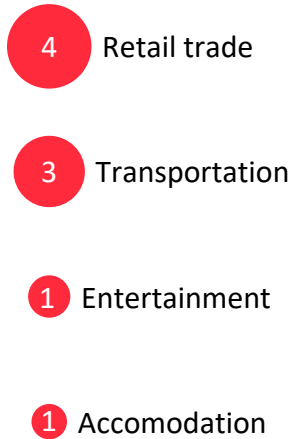 4 Retail trade
3 Transportation
1 Entertainment
1 Accomodation